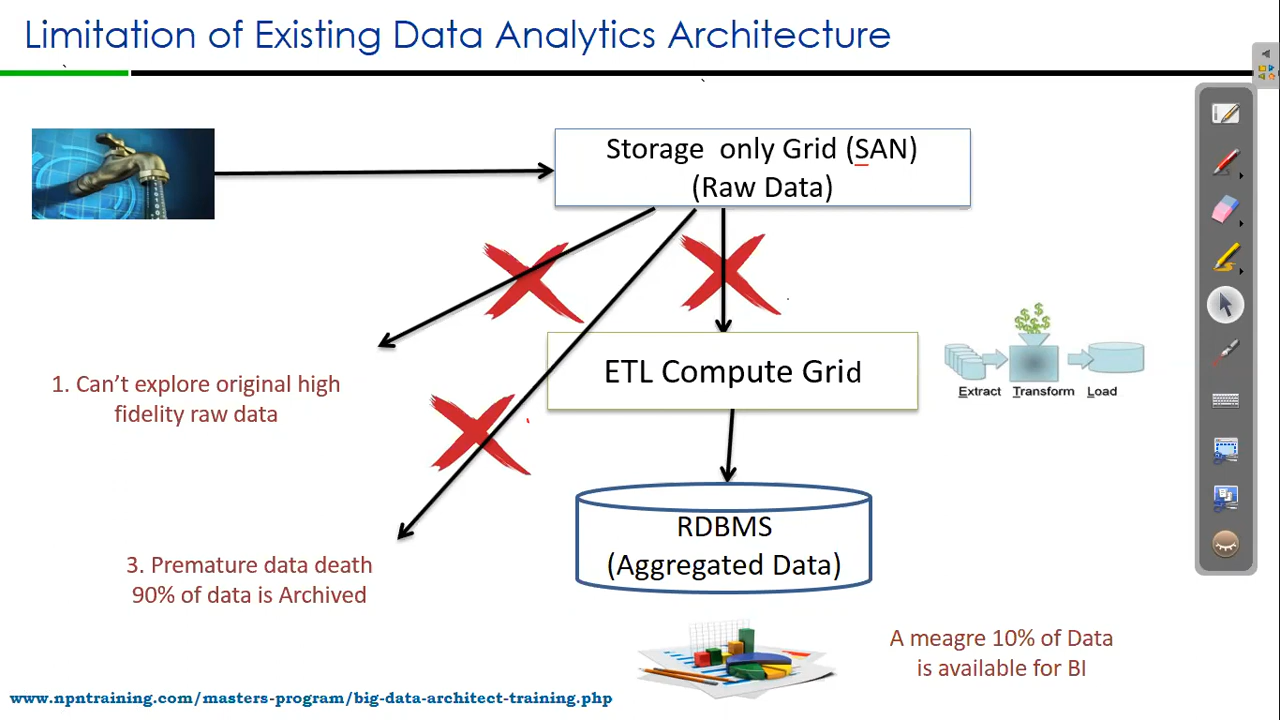 Limitation of Existing Data Analytics Architecture
Storage only Grid (SAN)
(Raw Data)
1. Can't explore original high
fidelity raw data
ETL Compute Grid
Extract Transform Load
3. Premature data death
90% of data is Archived
RDBMS
(Aggregated Data)
A meagre 10% of Data
is available for BI
www.npntraining.com/masters-program/big-data-architect-training.php